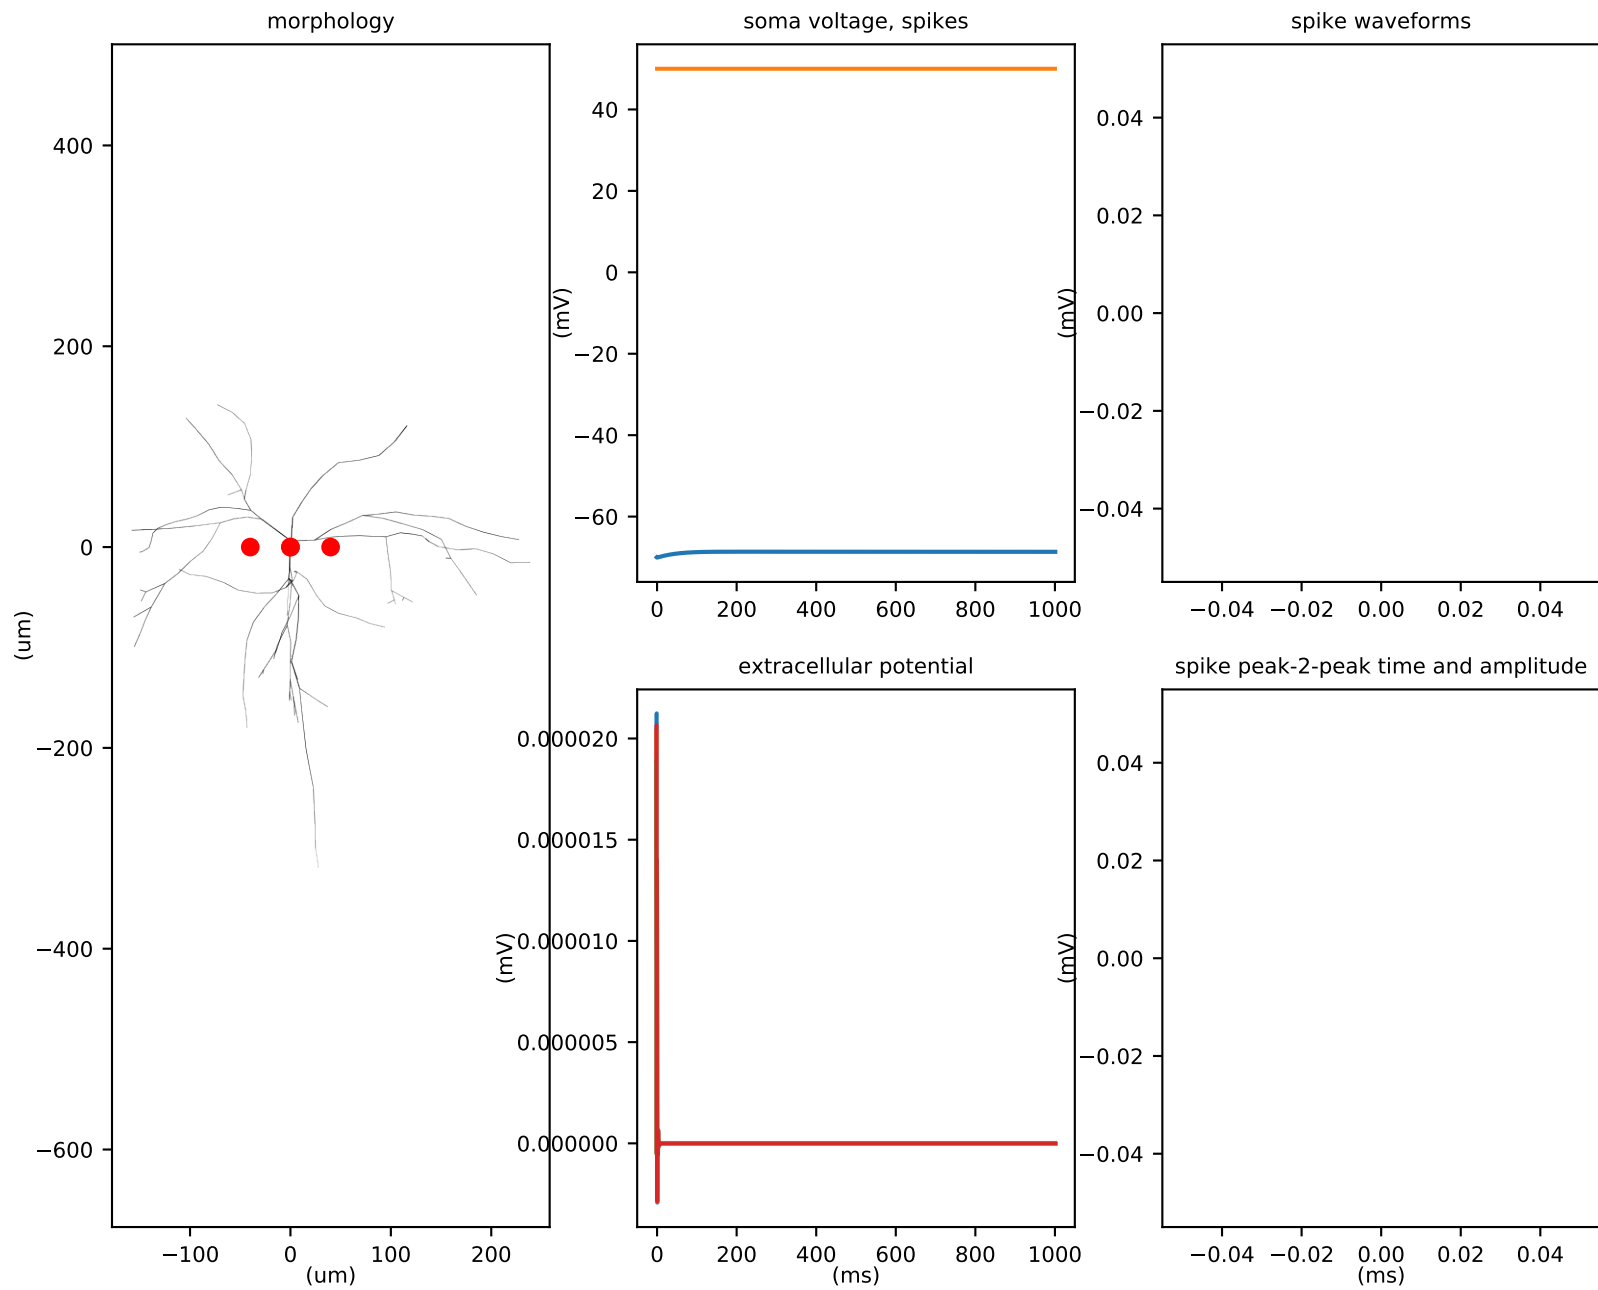 morphology
400
200
0
−200
−400
−600
(um)
−100 0 100 200
(um)
soma voltage, spikes
40
20
0
−20
−40
−60
(mV)
0 200 400 600 800 1000
spike waveforms
0.04
0.02
0.00
−0.02
−0.04
(mV)
−0.04 −0.02 0.00 0.02 0.04
extracellular potential
0.000020
0.000015
0.000010
0.000005
0.000000
(mV)
0 200 400 600 800 1000
(ms)
spike peak-2-peak time and amplitude
0.04
0.02
0.00
−0.02
−0.04
(mV)
−0.04 −0.02 0.00 0.02 0.04
(ms)